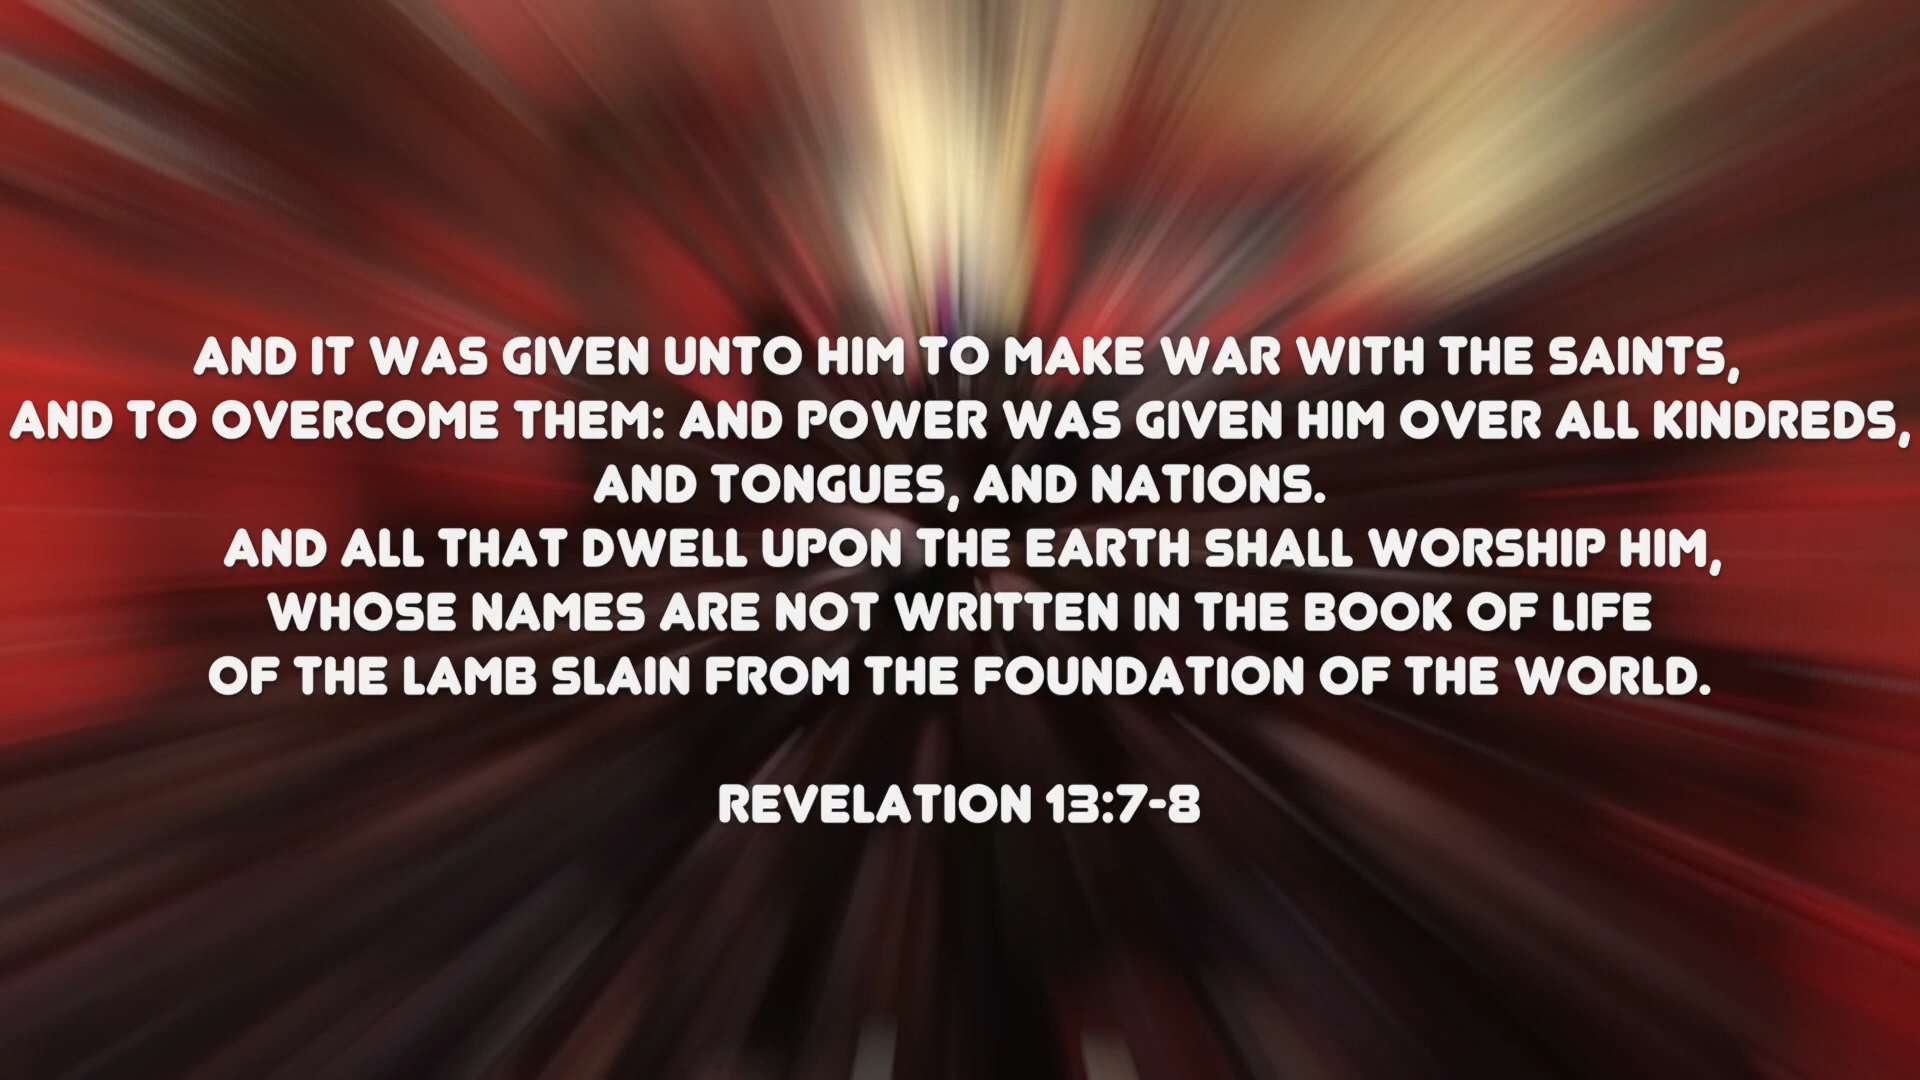 AND IT WAS GIVEN UNTO HIM TO MAKE WAR WITH THE SAINTS,
AND TO OVERCOME THEM: AND POWER WAS GIVEN HIM OVER ALL KINDREDS,
AND TONGUES, AND NATIONS.
AND ALL THAT DWELL UPON THE EARTH SHALL WORSHIP HIM,
WHOSE NAMES ARE NOT WRITTEN IN THE BOOK OF LIFE
OF THE LAMB SLAIN FROM THE FOUNDATION OF THE WORLD.
REVELATION 13:7-8